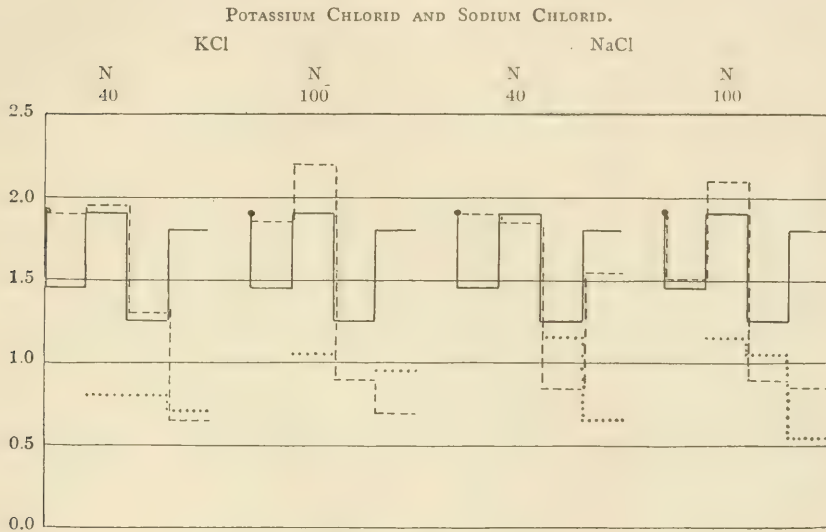 POTASSIUM CHLORID AND SODIUM CHLORID.
KCl NaCl
N N N N
40 100 40 100
2.5
2.0
1.5
1.0
0.5
0.0